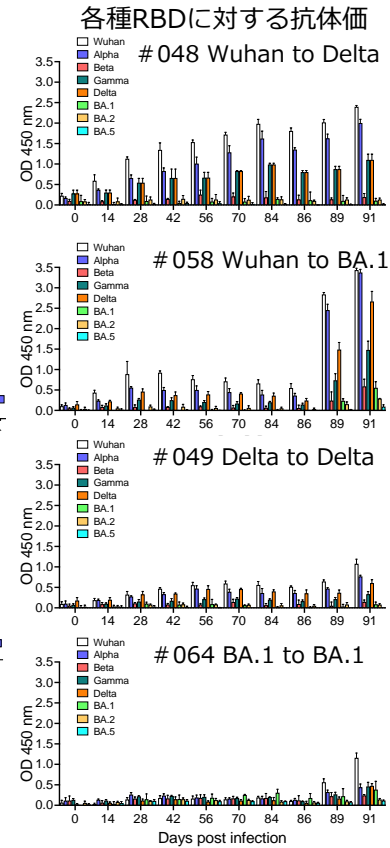 各種RBDに対する抗体価
#048 Wuhan to Delta
Wuhan
Alpha
Beta
Gamma
Delta
BA.1
BA.2
BA.5
OD 450 nm
3.5
3.0
2.5
2.0
1.5
1.0
0.5
0.0
0 14 28 42 56 70 84 86 89 91
#058 Wuhan to BA.1
Wuhan
Alpha
Beta
Gamma
Delta
BA.1
BA.2
BA.5
OD 450 nm
3.5
3.0
2.5
2.0
1.5
1.0
0.5
0.0
0 14 28 42 56 70 84 86 89 91
#049 Delta to Delta
Wuhan
Alpha
Beta
Gamma
Delta
BA.1
BA.2
BA.5
OD 450 nm
3.5
3.0
2.5
2.0
1.5
1.0
0.5
0.0
0 14 28 42 56 70 84 86 89 91
#064 BA.1 to BA.1
Wuhan
Alpha
Beta
Gamma
Delta
BA.1
BA.2
BA.5
OD 450 nm
3.5
3.0
2.5
2.0
1.5
1.0
0.5
0.0
0 14 28 42 56 70 84 86 89 91
Days post infection